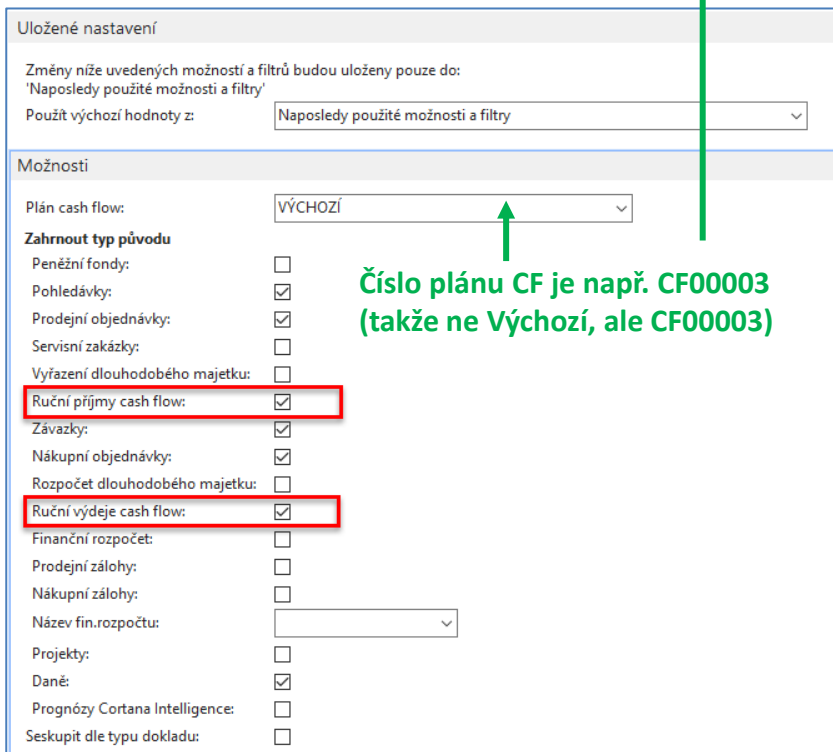 Uložené nastavení
Změny níže uvedených možností a filtrů budou uloženy pouze do:
'Naposledy použité možnosti a filtry'
Použít výchozí hodnoty z: Naposledy použité možnosti a filtry
Možnosti
Plán cash flow: VÝCHOZÍ
Zahrnout typ původu
Peněžní fondy:
Pohledávky:
Číslo plánu CF je např. CF00003
Prodejní objednávky:
(takže ne Výchozí, ale CF00003)
Servisní zakázky:
Vyřazení dlouhodobého majetku:
Ruční příjmy cash flow:
Závazky:
Nákupní objednávky:
Rozpočet dlouhodobého majetku:
Ruční výdeje cash flow:
Finanční rozpočet:
Prodejní zálohy:
Nákupní zálohy:
Název fin.rozpočtu:
Projekty:
Daně:
Prognózy Cortana Intelligence:
Seskupit dle typu dokladu: